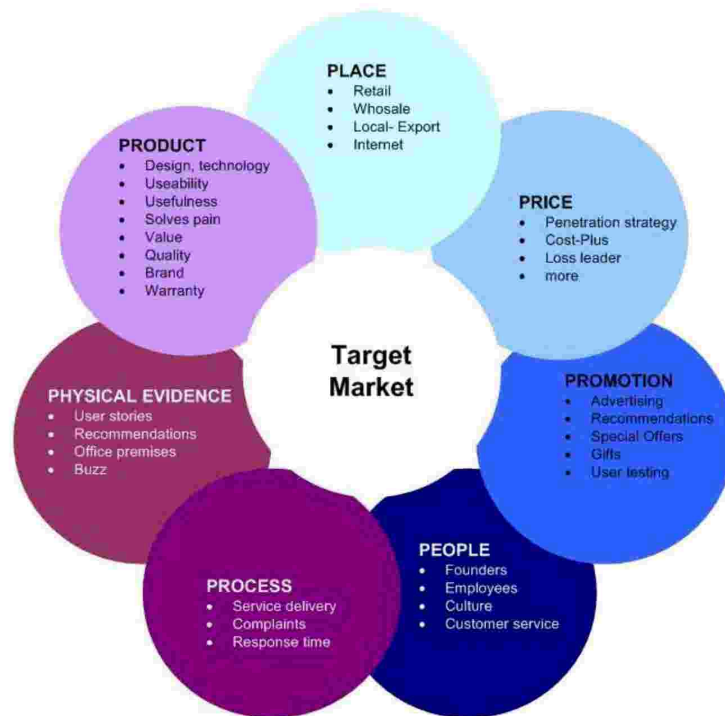 PLACE
• Retail
• Whosale
• Local- Export
• Internet
PRODUCT
• Design, technology
• Useability
• Usefulness
• Solves pain
• Value
• Quality
• Brand
• Warranty
PRICE
• Penetration strategy
• Cost-Plus
• Loss leader
• more
Target
Market
PHYSICAL EVIDENCE
• User stories
• Recommendations
• Office premises
• Buzz
PROMOTION
• Advertising
• Recommendations
• Special Offers
• Gifts
• User testing
PROCESS
• Service delivery
• Complaints
• Response time
PEOPLE
• Founders
• Employees
• Culture
• Customer service